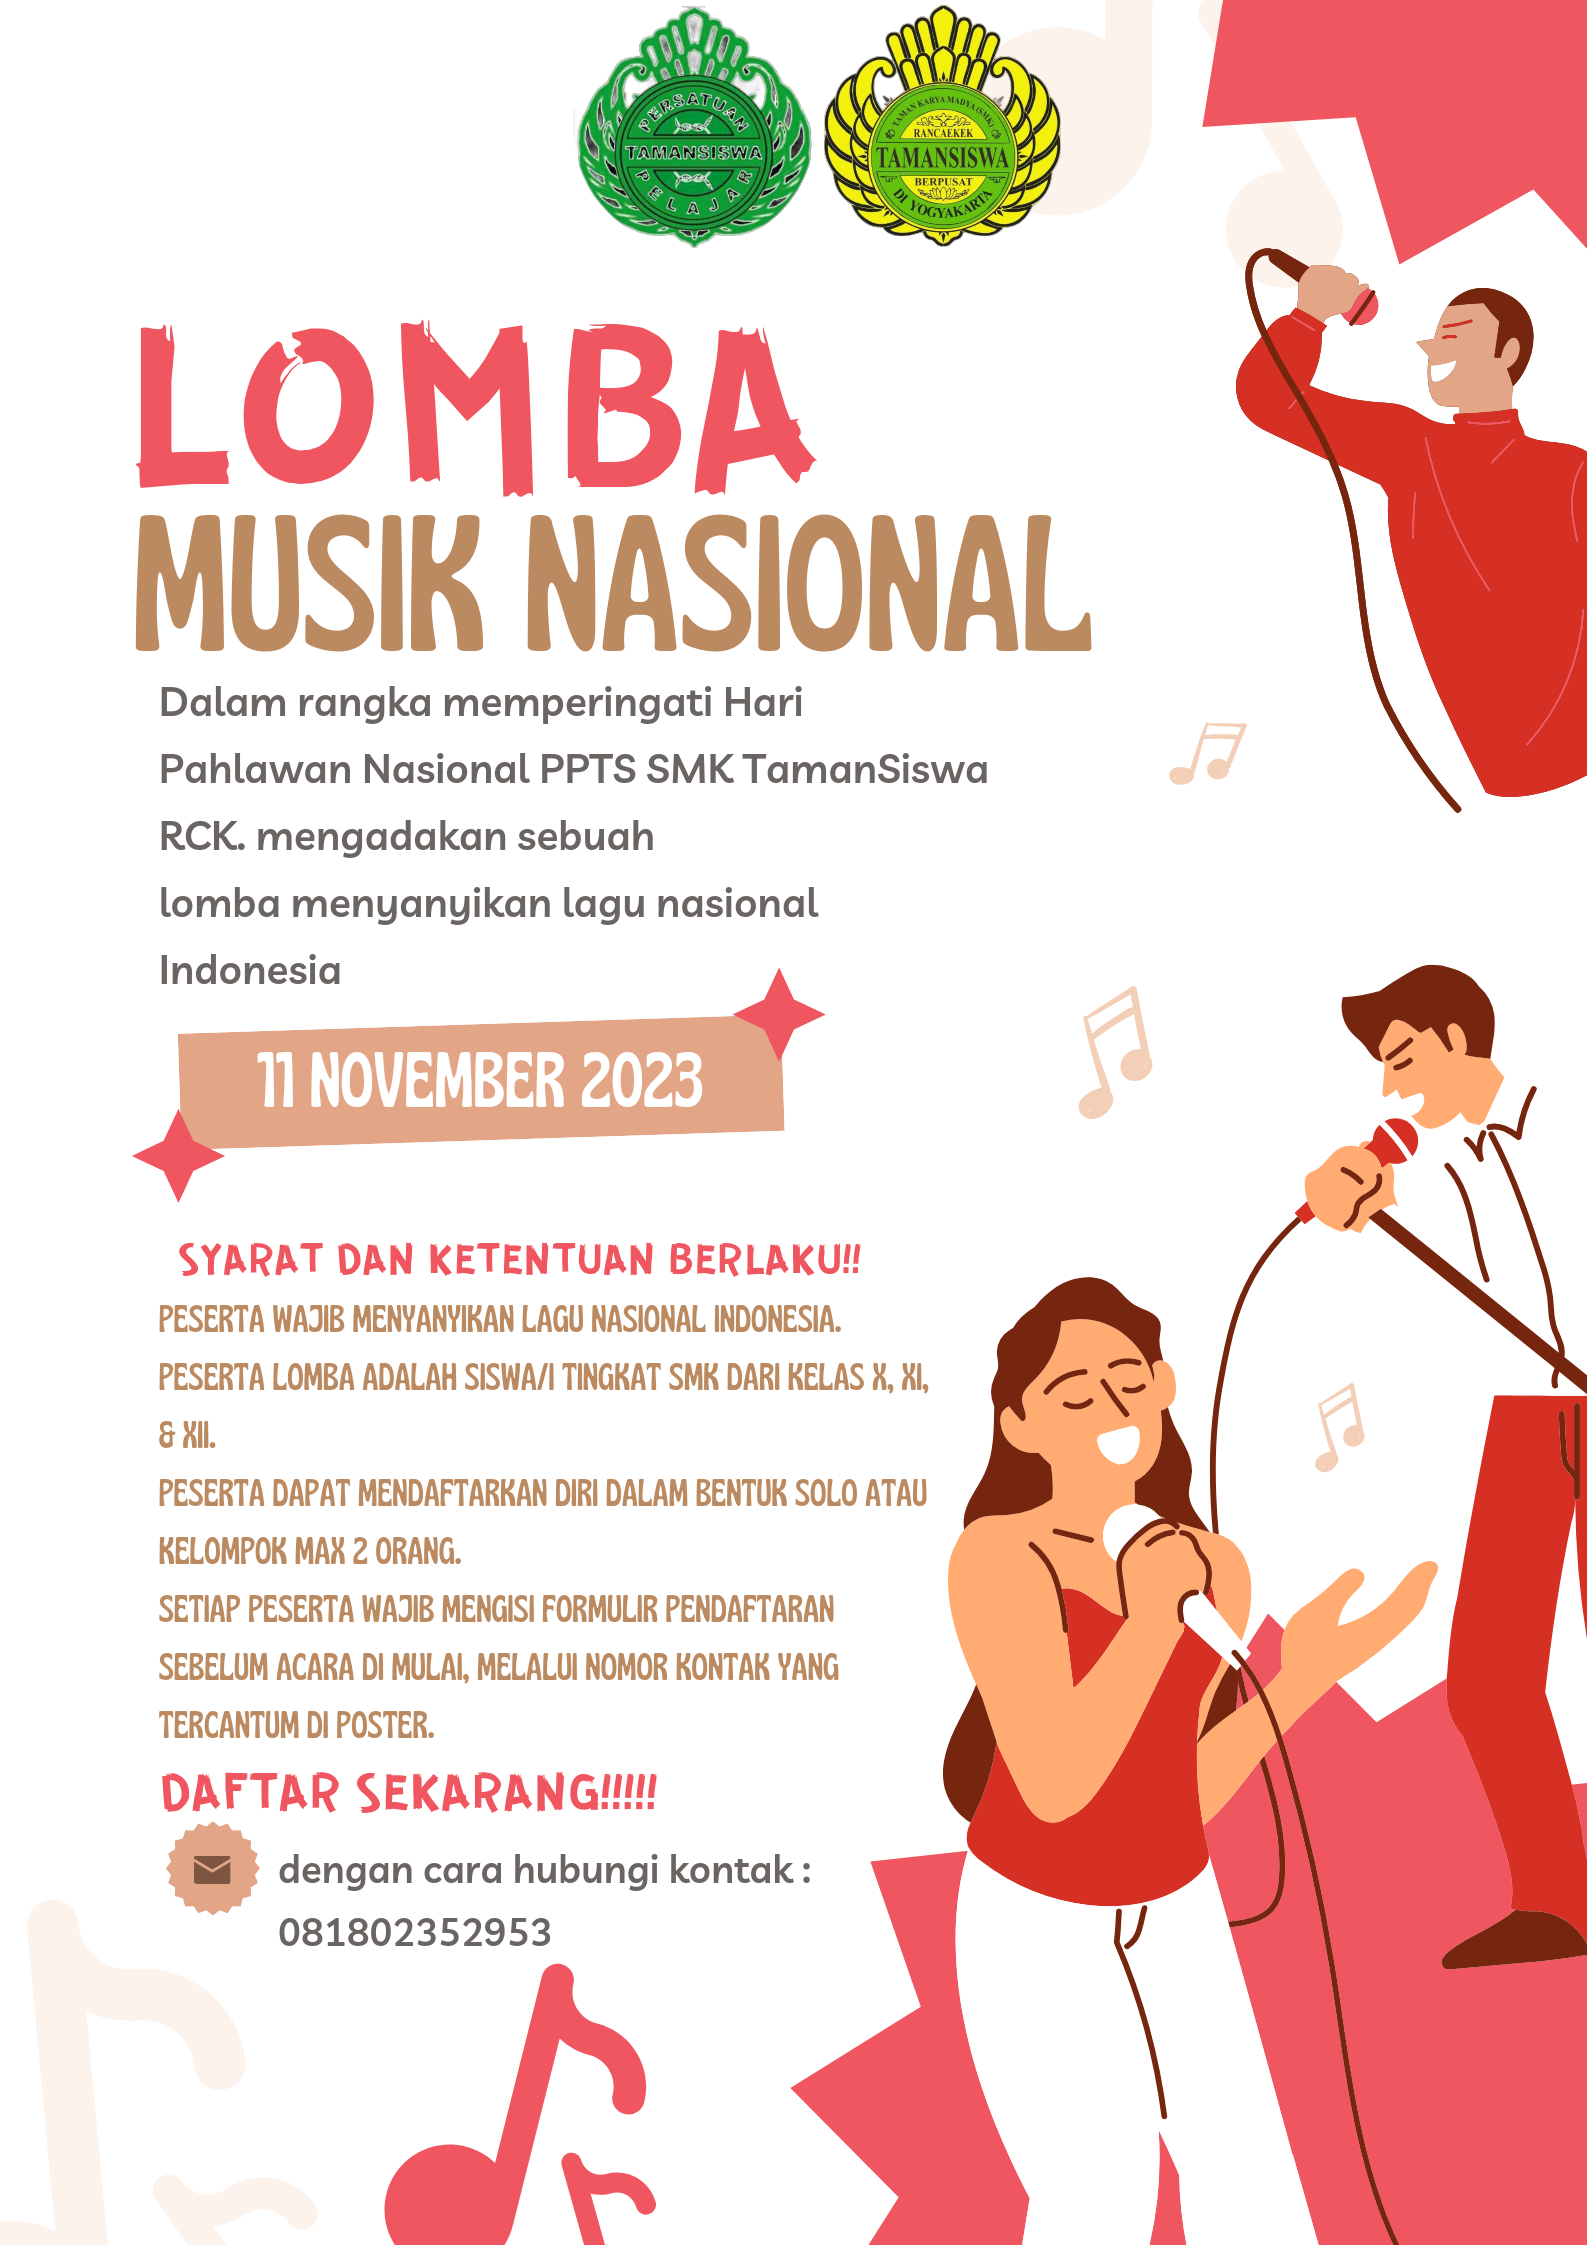 PERSATUAN
TAMANSISWA
PELAJAR
TAMAN KARYA MADYA (SMK)
RANCAEKEK
TAMANSISWA
BERPUSAT
DI YOGYAKARTA
LOMBA
MUSIK NASIONAL
Dalam rangka memperingati Hari
Pahlawan Nasional PPTS SMK TamanSiswa
RCK. mengadakan sebuah
lomba menyanyikan lagu nasional
Indonesia
11 NOVEMBER 2023
SYARAT DAN KETENTUAN BERLAKU!!
PESERTA WAJIB MENYANYIKAN LAGU NASIONAL INDONESIA.
PESERTA LOMBA ADALAH SISWA/I TINGKAT SMK DARI KELAS X, XI,
& XII.
PESERTA DAPAT MENDAFTARKAN DIRI DALAM BENTUK SOLO ATAU
KELOMPOK MAX 2 ORANG.
SETIAP PESERTA WAJIB MENGISI FORMULIR PENDAFTARAN
SEBELUM ACARA DI MULAI, MELALUI NOMOR KONTAK YANG
TERCANTUM DI POSTER.
DAFTAR SEKARANG!!!!!
dengan cara hubungi kontak :
081802352953